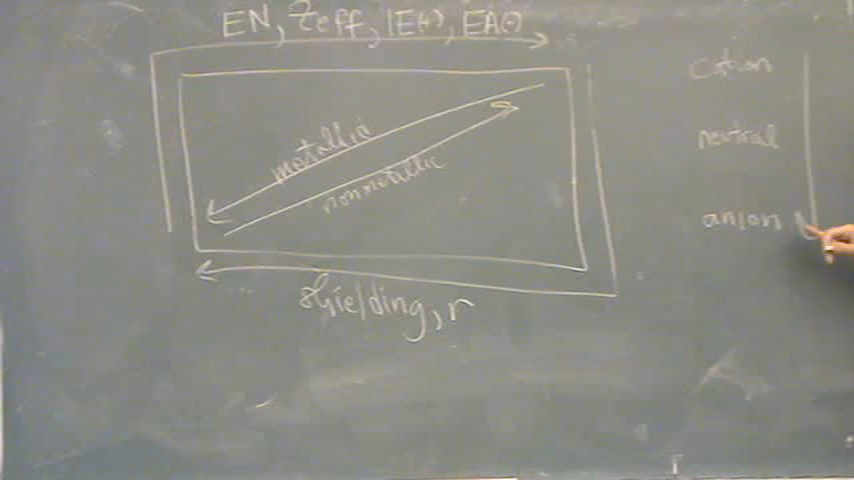 EN, Zeff, IE(+), EA(-)
metallic
nonmetallic
shielding, r
cation
neutral
anion